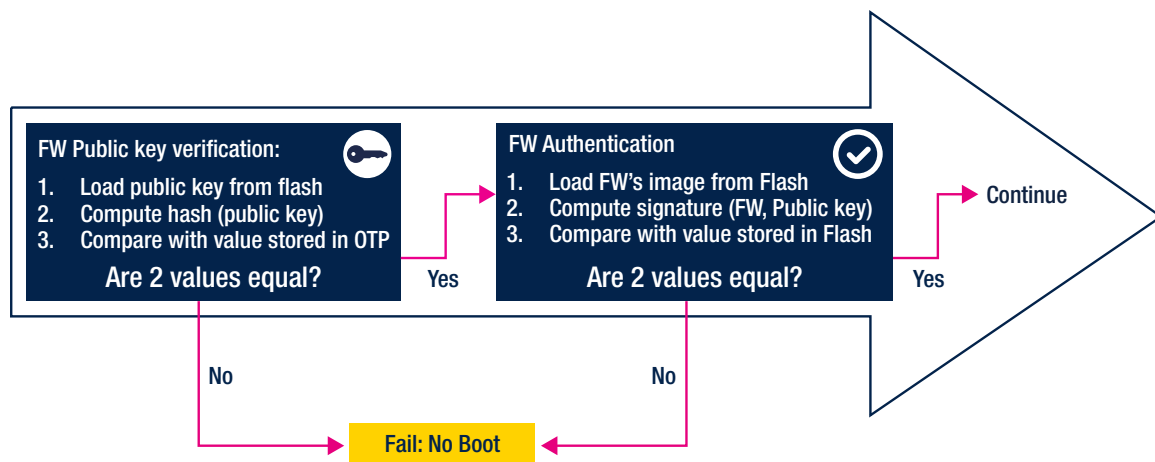 FW Public key verification:
1. Load public key from flash
2. Compute hash (public key)
3. Compare with value stored in OTP
Are 2 values equal?
Yes
No
FW Authentication
1. Load FW's image from Flash
2. Compute signature (FW, Public key)
3. Compare with value stored in Flash
Are 2 values equal?
Yes
No
Continue
Fail: No Boot